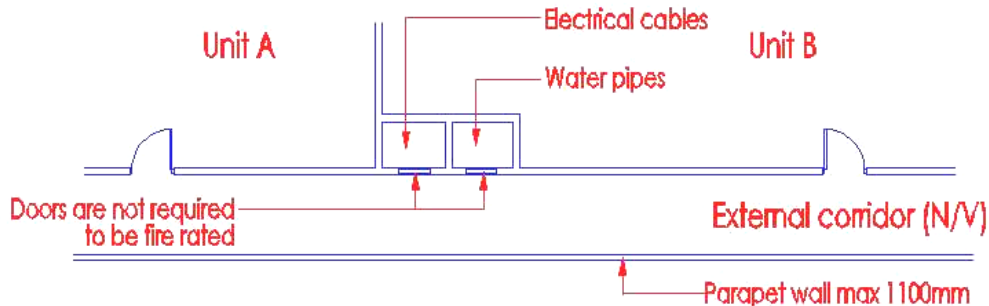 Electrical cables
Unit A
Unit B
Water pipes
Doors are not required
to be fire rated
External corridor (N/V)
Parapet wall max 1100mm